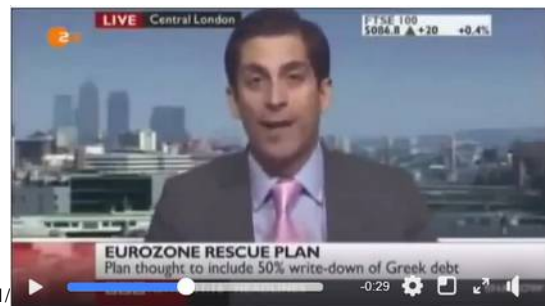 LIVE Central London
FTSE 100
5086.8 ▲ +20 +0.4%
EUROZONE RESCUE PLAN
Plan thought to include 50% write-down of Greek debt
HEADLINES
-0:29